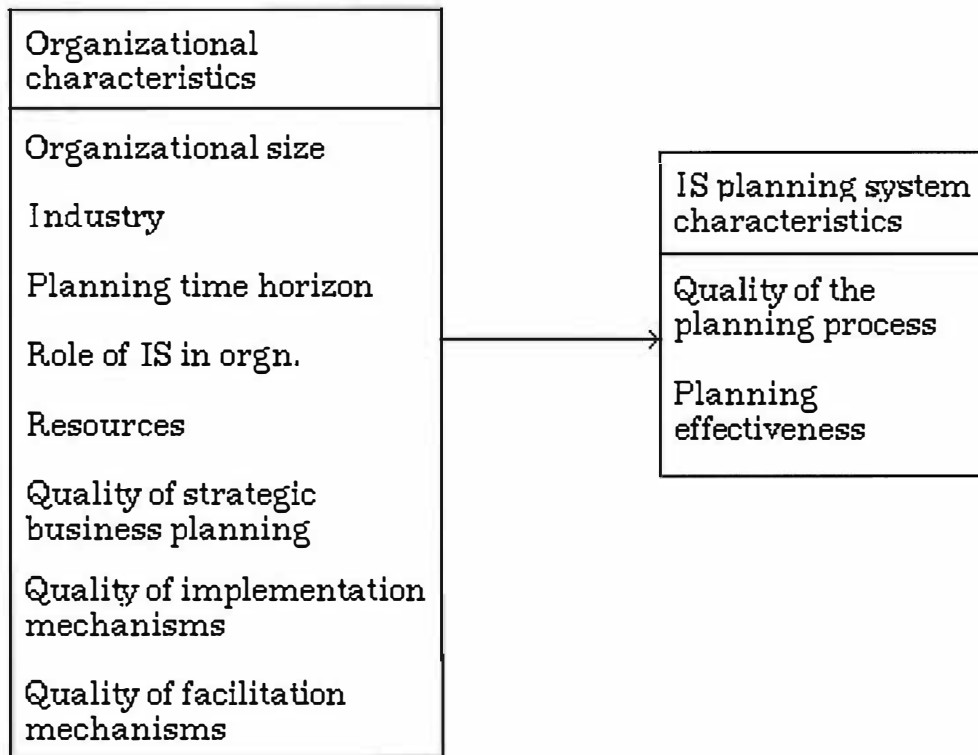 Organizational
characteristics
Organizational size
Industry
Planning time horizon
Role of IS in orgn.
Resources
Quality of strategic
business planning
Quality of implementation
mechanisms
Quality of facilitation
mechanisms
IS planning system
characteristics
Quality of the
planning process
Planning
effectiveness